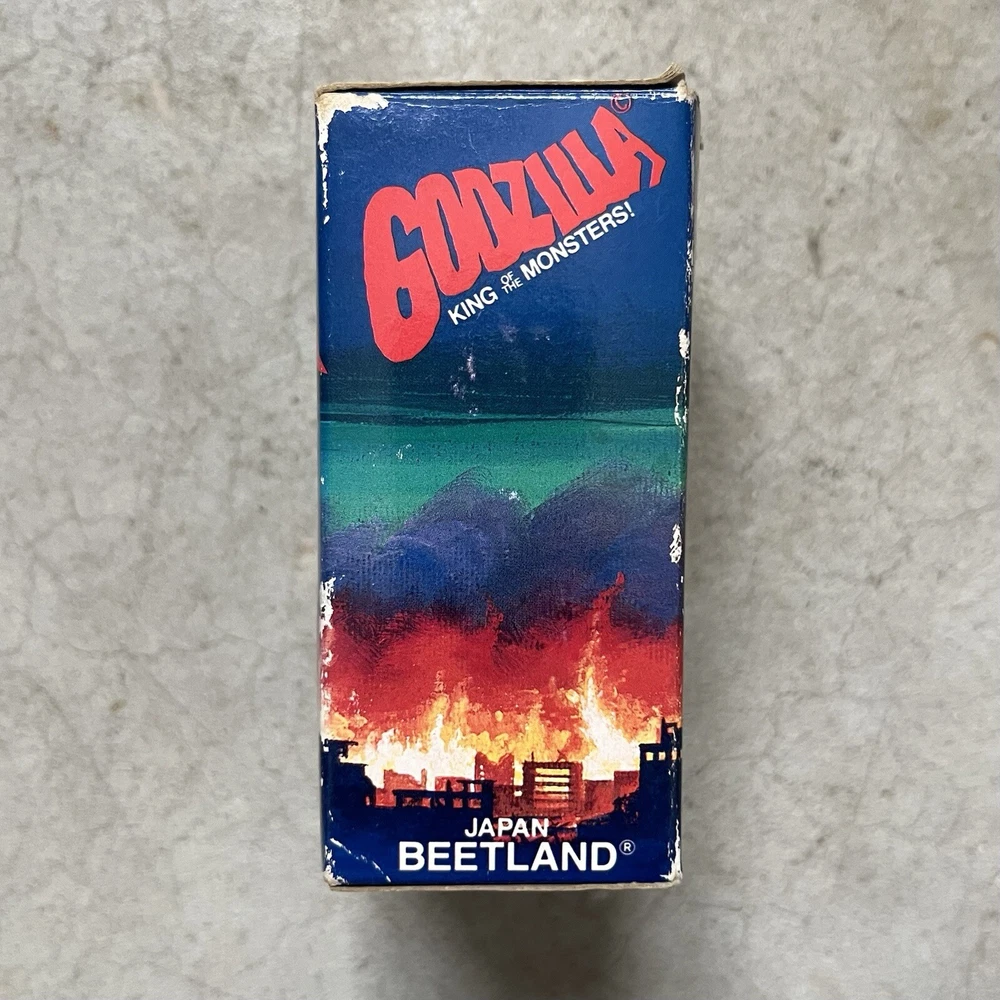 GODZILLA©
KING OF THE MONSTERS!
JAPAN
BEETLAND®